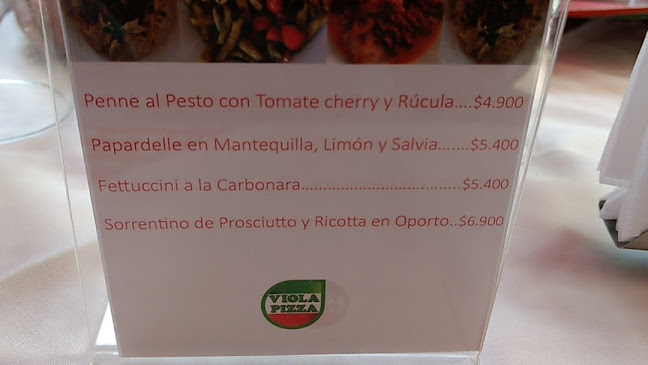 Penne al Pesto con Tomate cherry y Rúcula....$4.900
Papardelle en Mantequilla, Limón y Salvia.......$5.400
Fettuccini a la Carbonara.................................$5.400
Sorrentino de Prosciutto y Ricotta en Oporto..$6.900
VIOLA
PIZZA